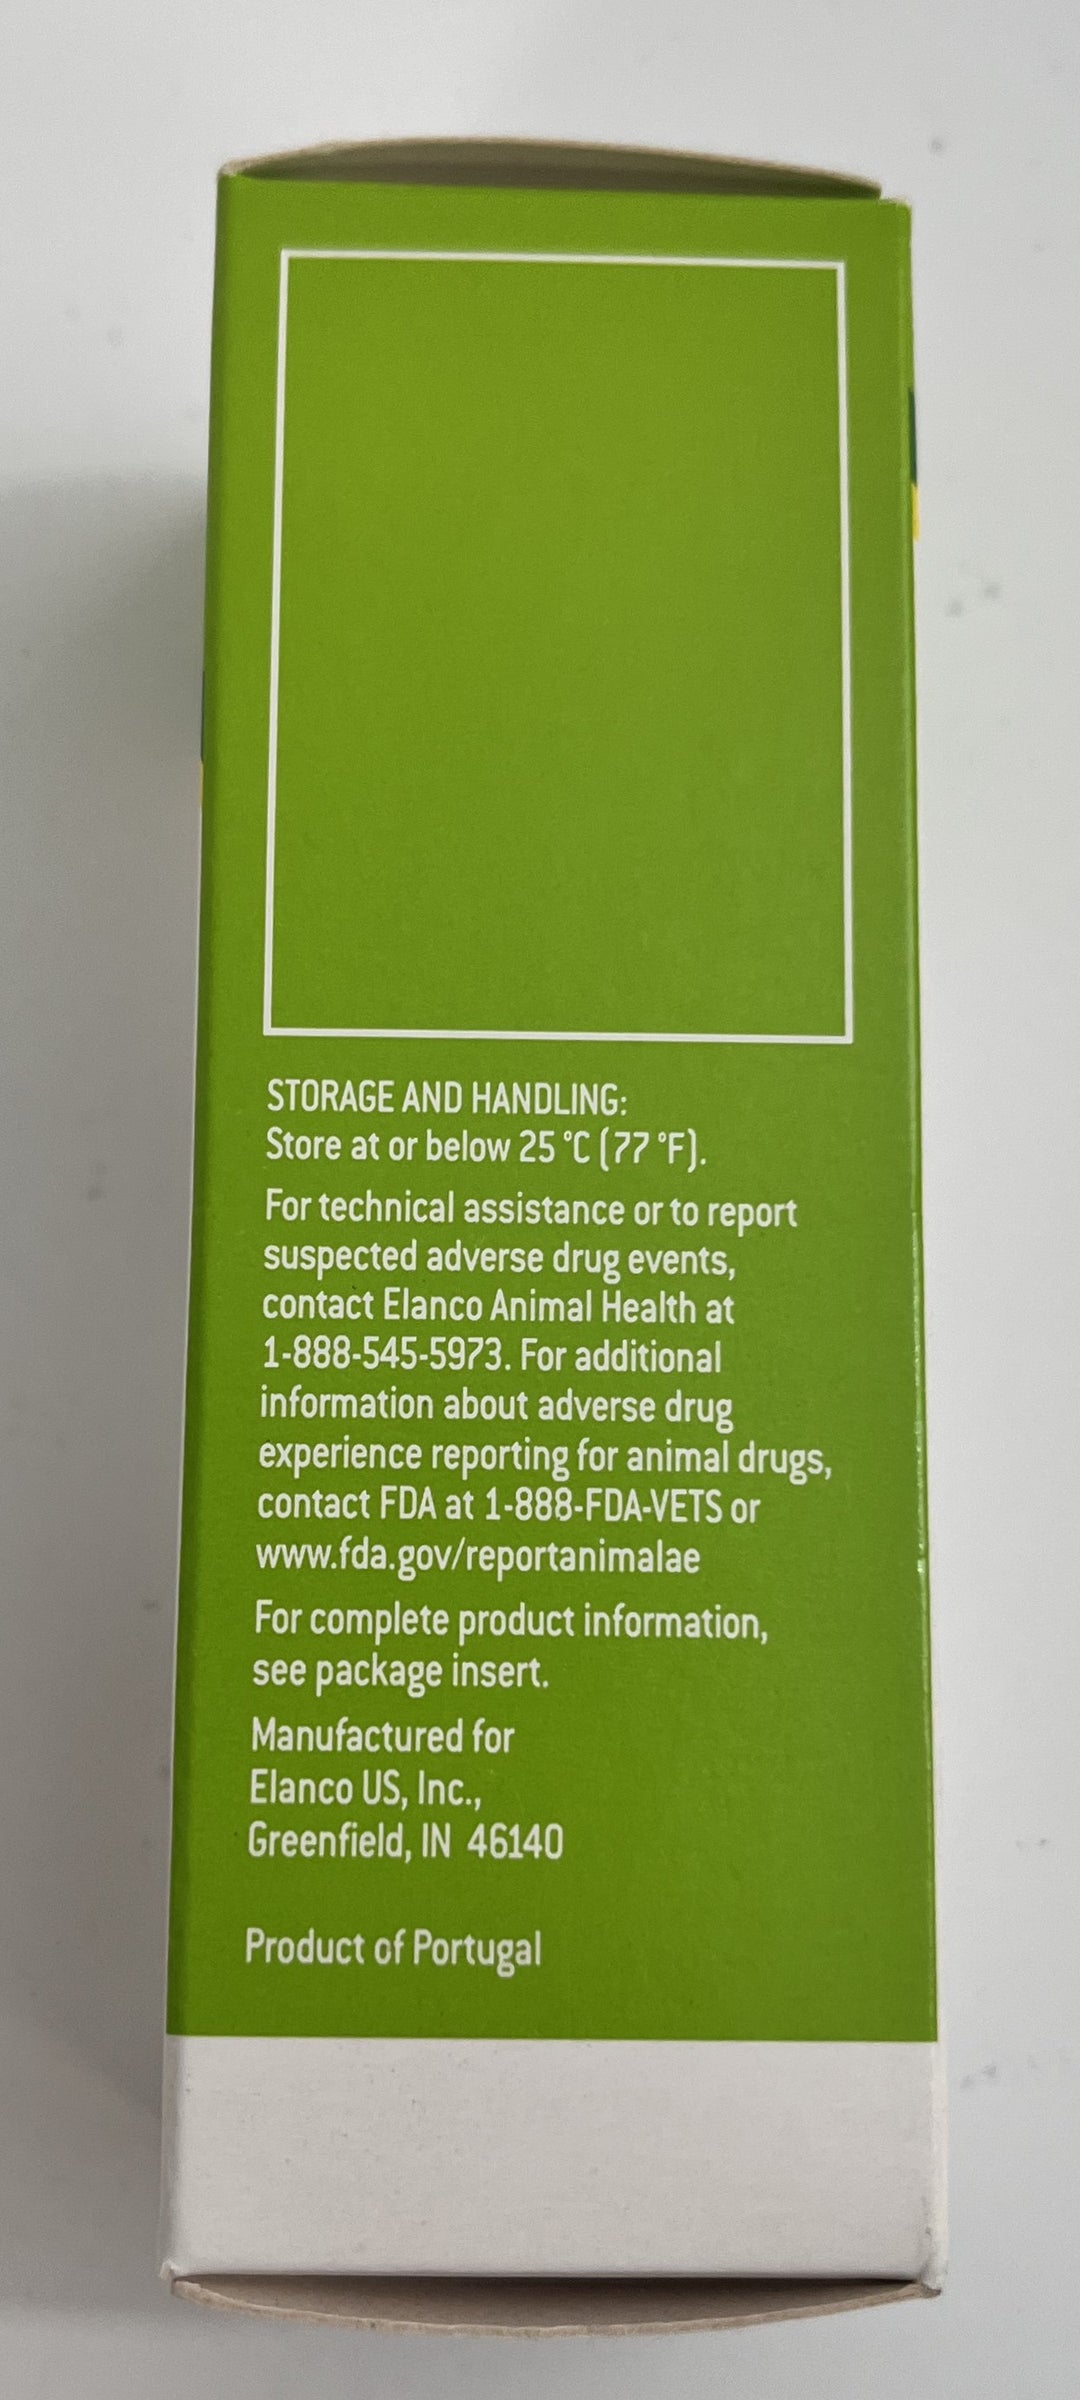 STORAGE AND HANDLING:
Store at or below 25 °C (77 °F).
For technical assistance or to report
suspected adverse drug events,
contact Elanco Animal Health at
1-888-545-5973. For additional
information about adverse drug
experience reporting for animal drugs,
contact FDA at 1-888-FDA-VETS or
www.fda.gov/reportanimalae
For complete product information,
see package insert.
Manufactured for
Elanco US, Inc.,
Greenfield, IN 46140
Product of Portugal